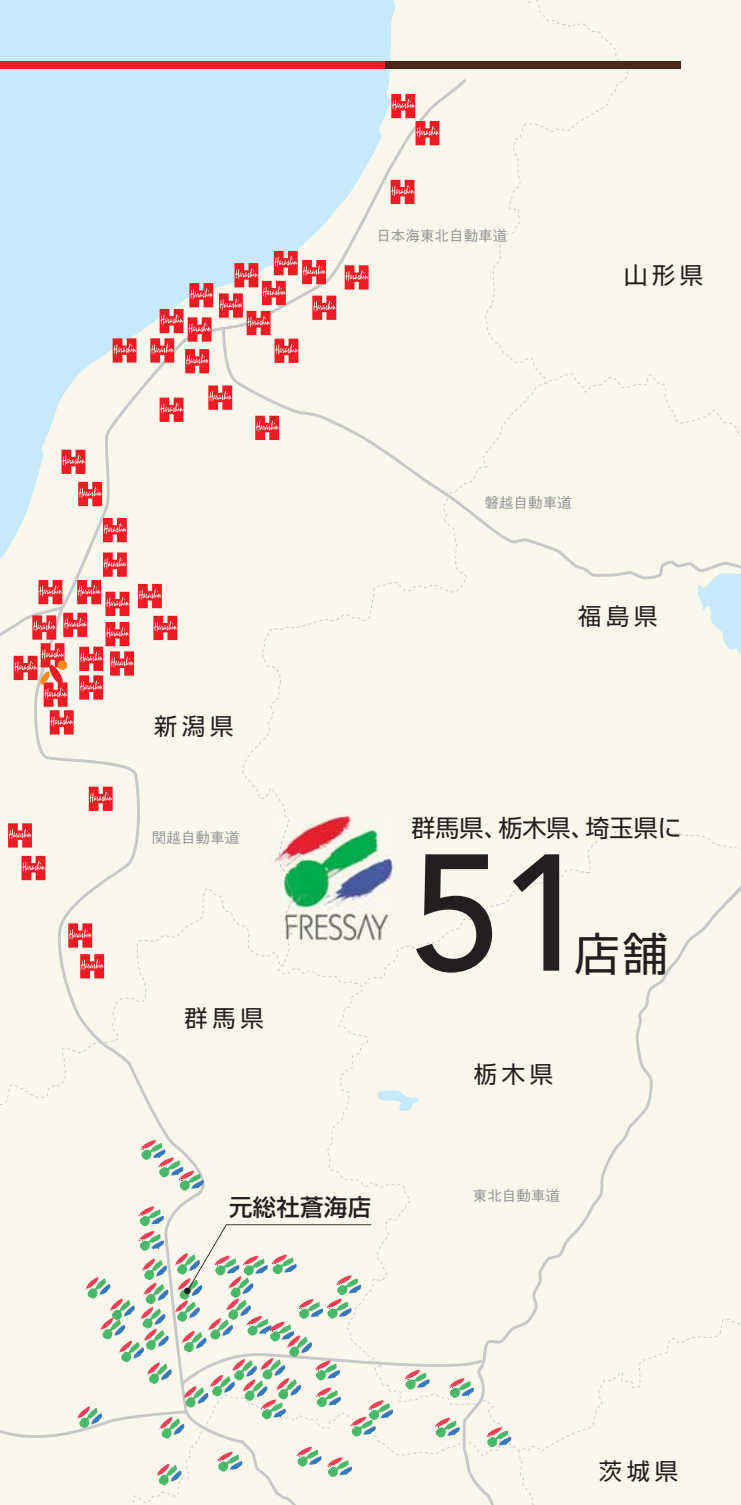 Harashin
日本海東北自動車道
山形県
磐越自動車道
福島県
新潟県
関越自動車道
群馬県、栃木県、埼玉県に
51店舗
FRESSAY
群馬県
栃木県
東北自動車道
元総社蒼海店
茨城県